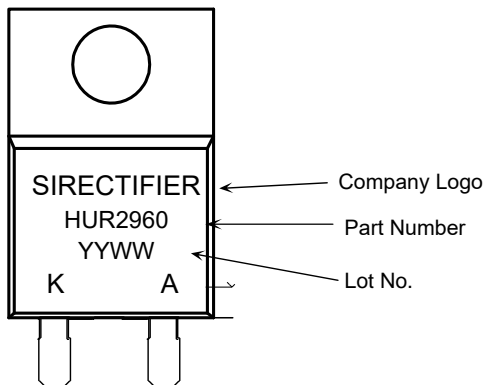 SIRECTIFIER
HUR2960
YYWW
K A
Company Logo
Part Number
Lot No.